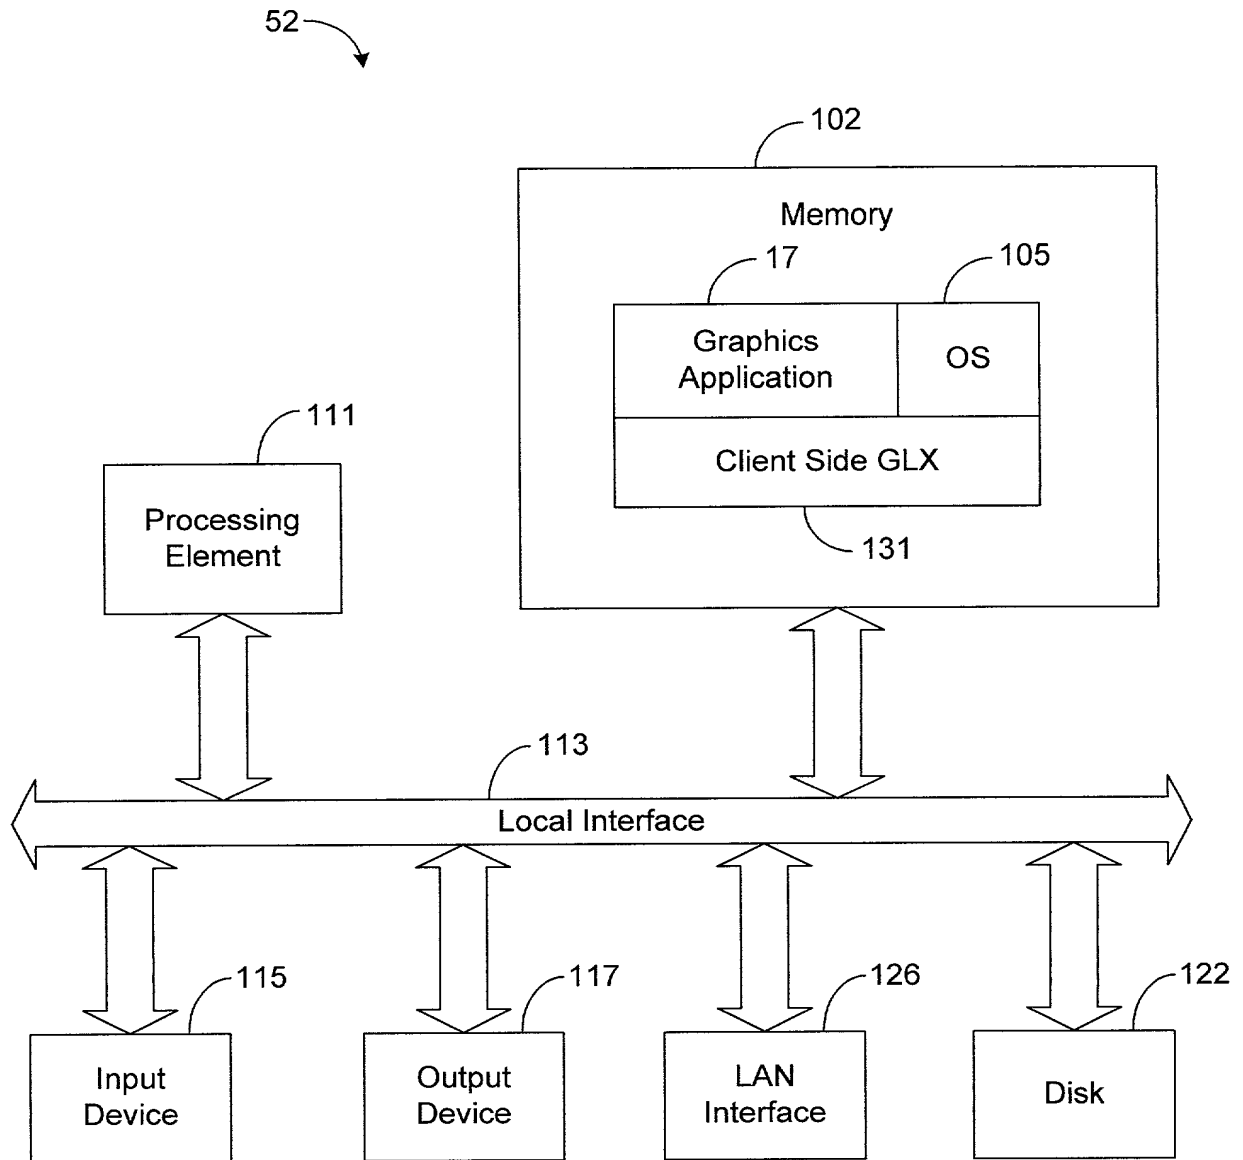 52
102
Memory
17
105
Graphics
Application
OS
111
Client Side GLX
Processing
Element
131
113
Local Interface
115
117
126
122
Input
Device
Output
Device
LAN
Interface
Disk